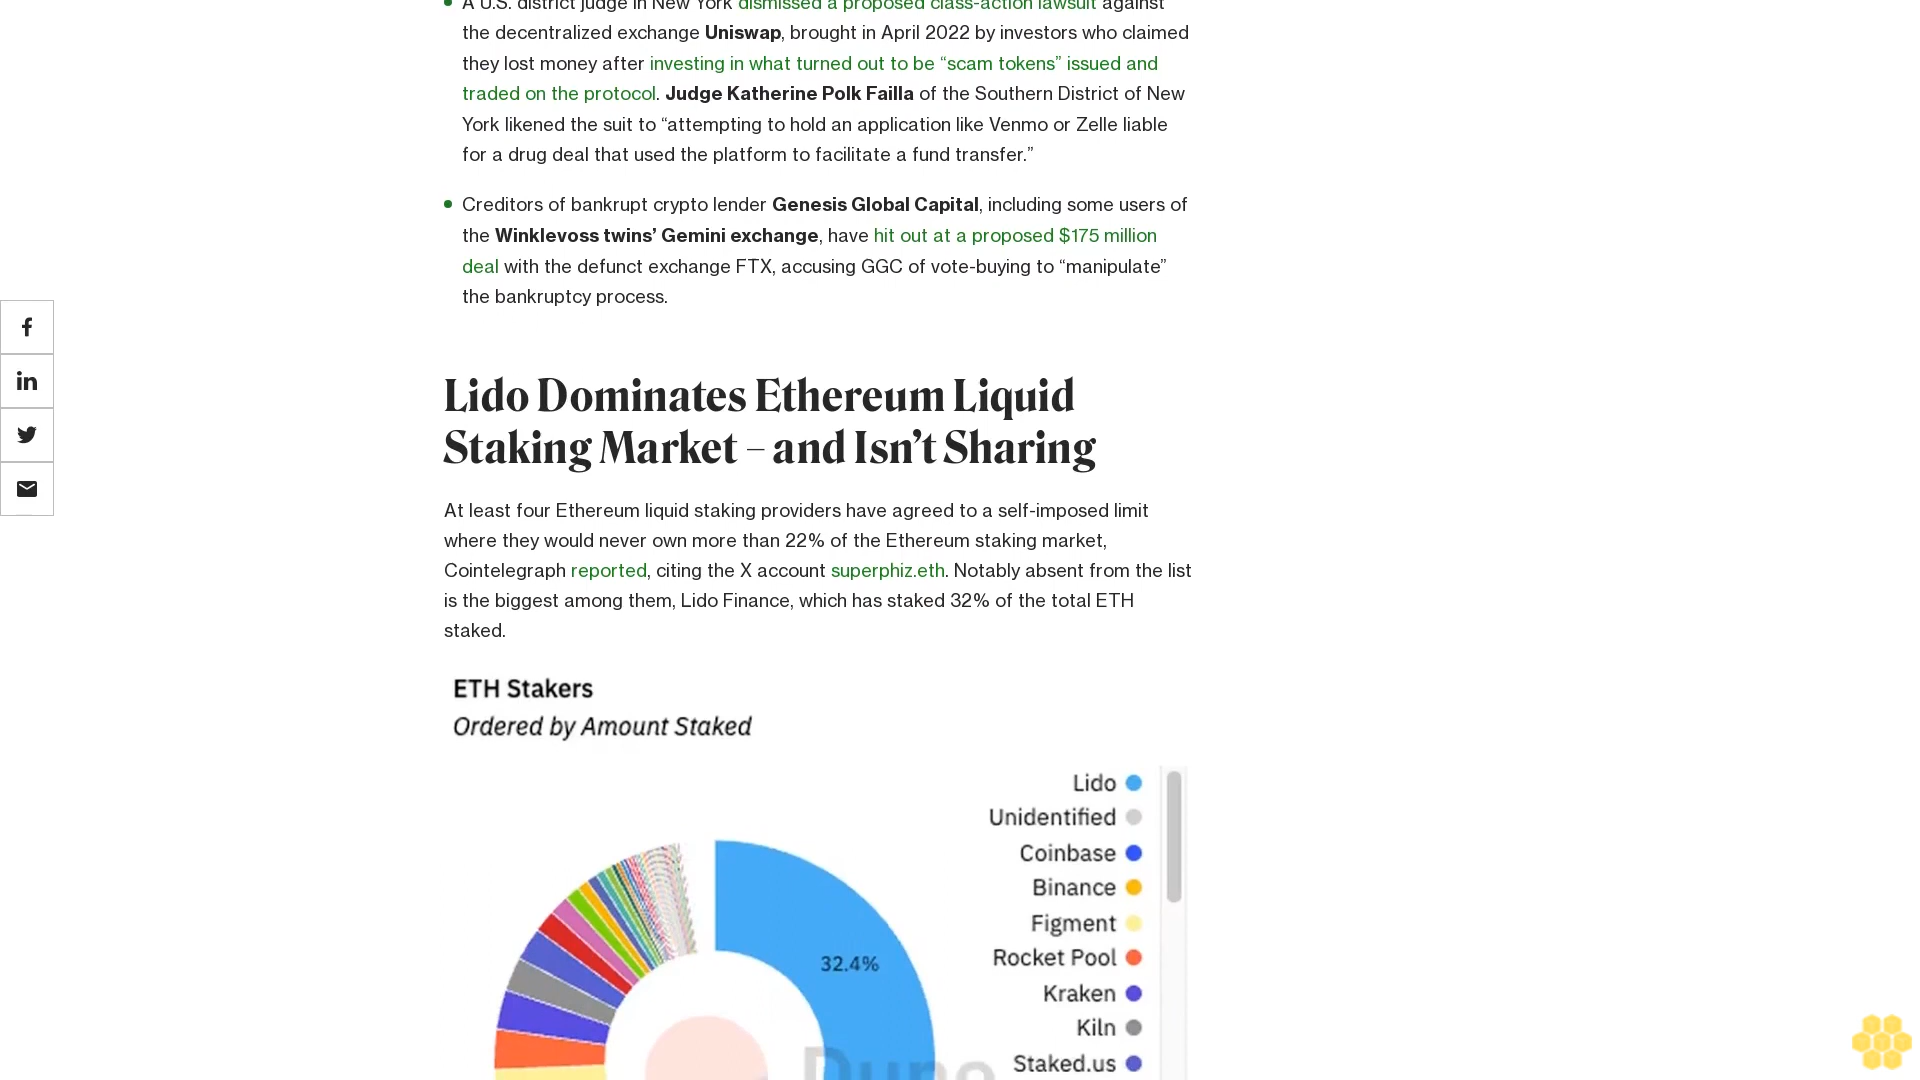 A U.S. district judge in New York dismissed a proposed class-action lawsuit against
the decentralized exchange Uniswap, brought in April 2022 by investors who claimed
they lost money after investing in what turned out to be “scam tokens” issued and
traded on the protocol. Judge Katherine Polk Failla of the Southern District of New
York likened the suit to “attempting to hold an application like Venmo or Zelle liable
for a drug deal that used the platform to facilitate a fund transfer.”
Creditors of bankrupt crypto lender Genesis Global Capital, including some users of
the Winklevoss twins’ Gemini exchange, have hit out at a proposed $175 million
deal with the defunct exchange FTX, accusing GGC of vote-buying to “manipulate”
the bankruptcy process.
Lido Dominates Ethereum Liquid
Staking Market – and Isn’t Sharing
At least four Ethereum liquid staking providers have agreed to a self-imposed limit
where they would never own more than 22% of the Ethereum staking market,
Cointelegraph reported, citing the X account superphiz.eth. Notably absent from the list
is the biggest among them, Lido Finance, which has staked 32% of the total ETH
staked.
ETH Stakers
Ordered by Amount Staked
Lido
Unidentified
Coinbase
Binance
Figment
Rocket Pool
Kraken
Kiln
Staked.us
32.4%
Dune